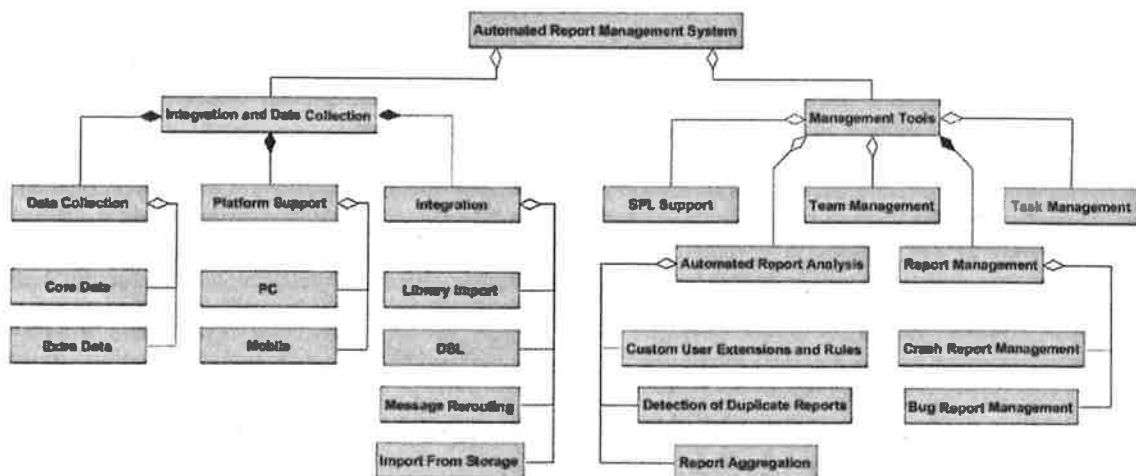 Automated Report Management System
Integration and Data Collection
Management Tools
Data Collection
Platform Support
Integration
SPL Support
Team Management
Task Management
Automated Report Analysis
Report Management
Core Data
PC
Library Import
Extra Data
Mobile
DSL
Custom User Extensions and Rules
Crash Report Management
Message Rerouting
Detection of Duplicate Reports
Bug Report Management
Import From Storage
Report Aggregation